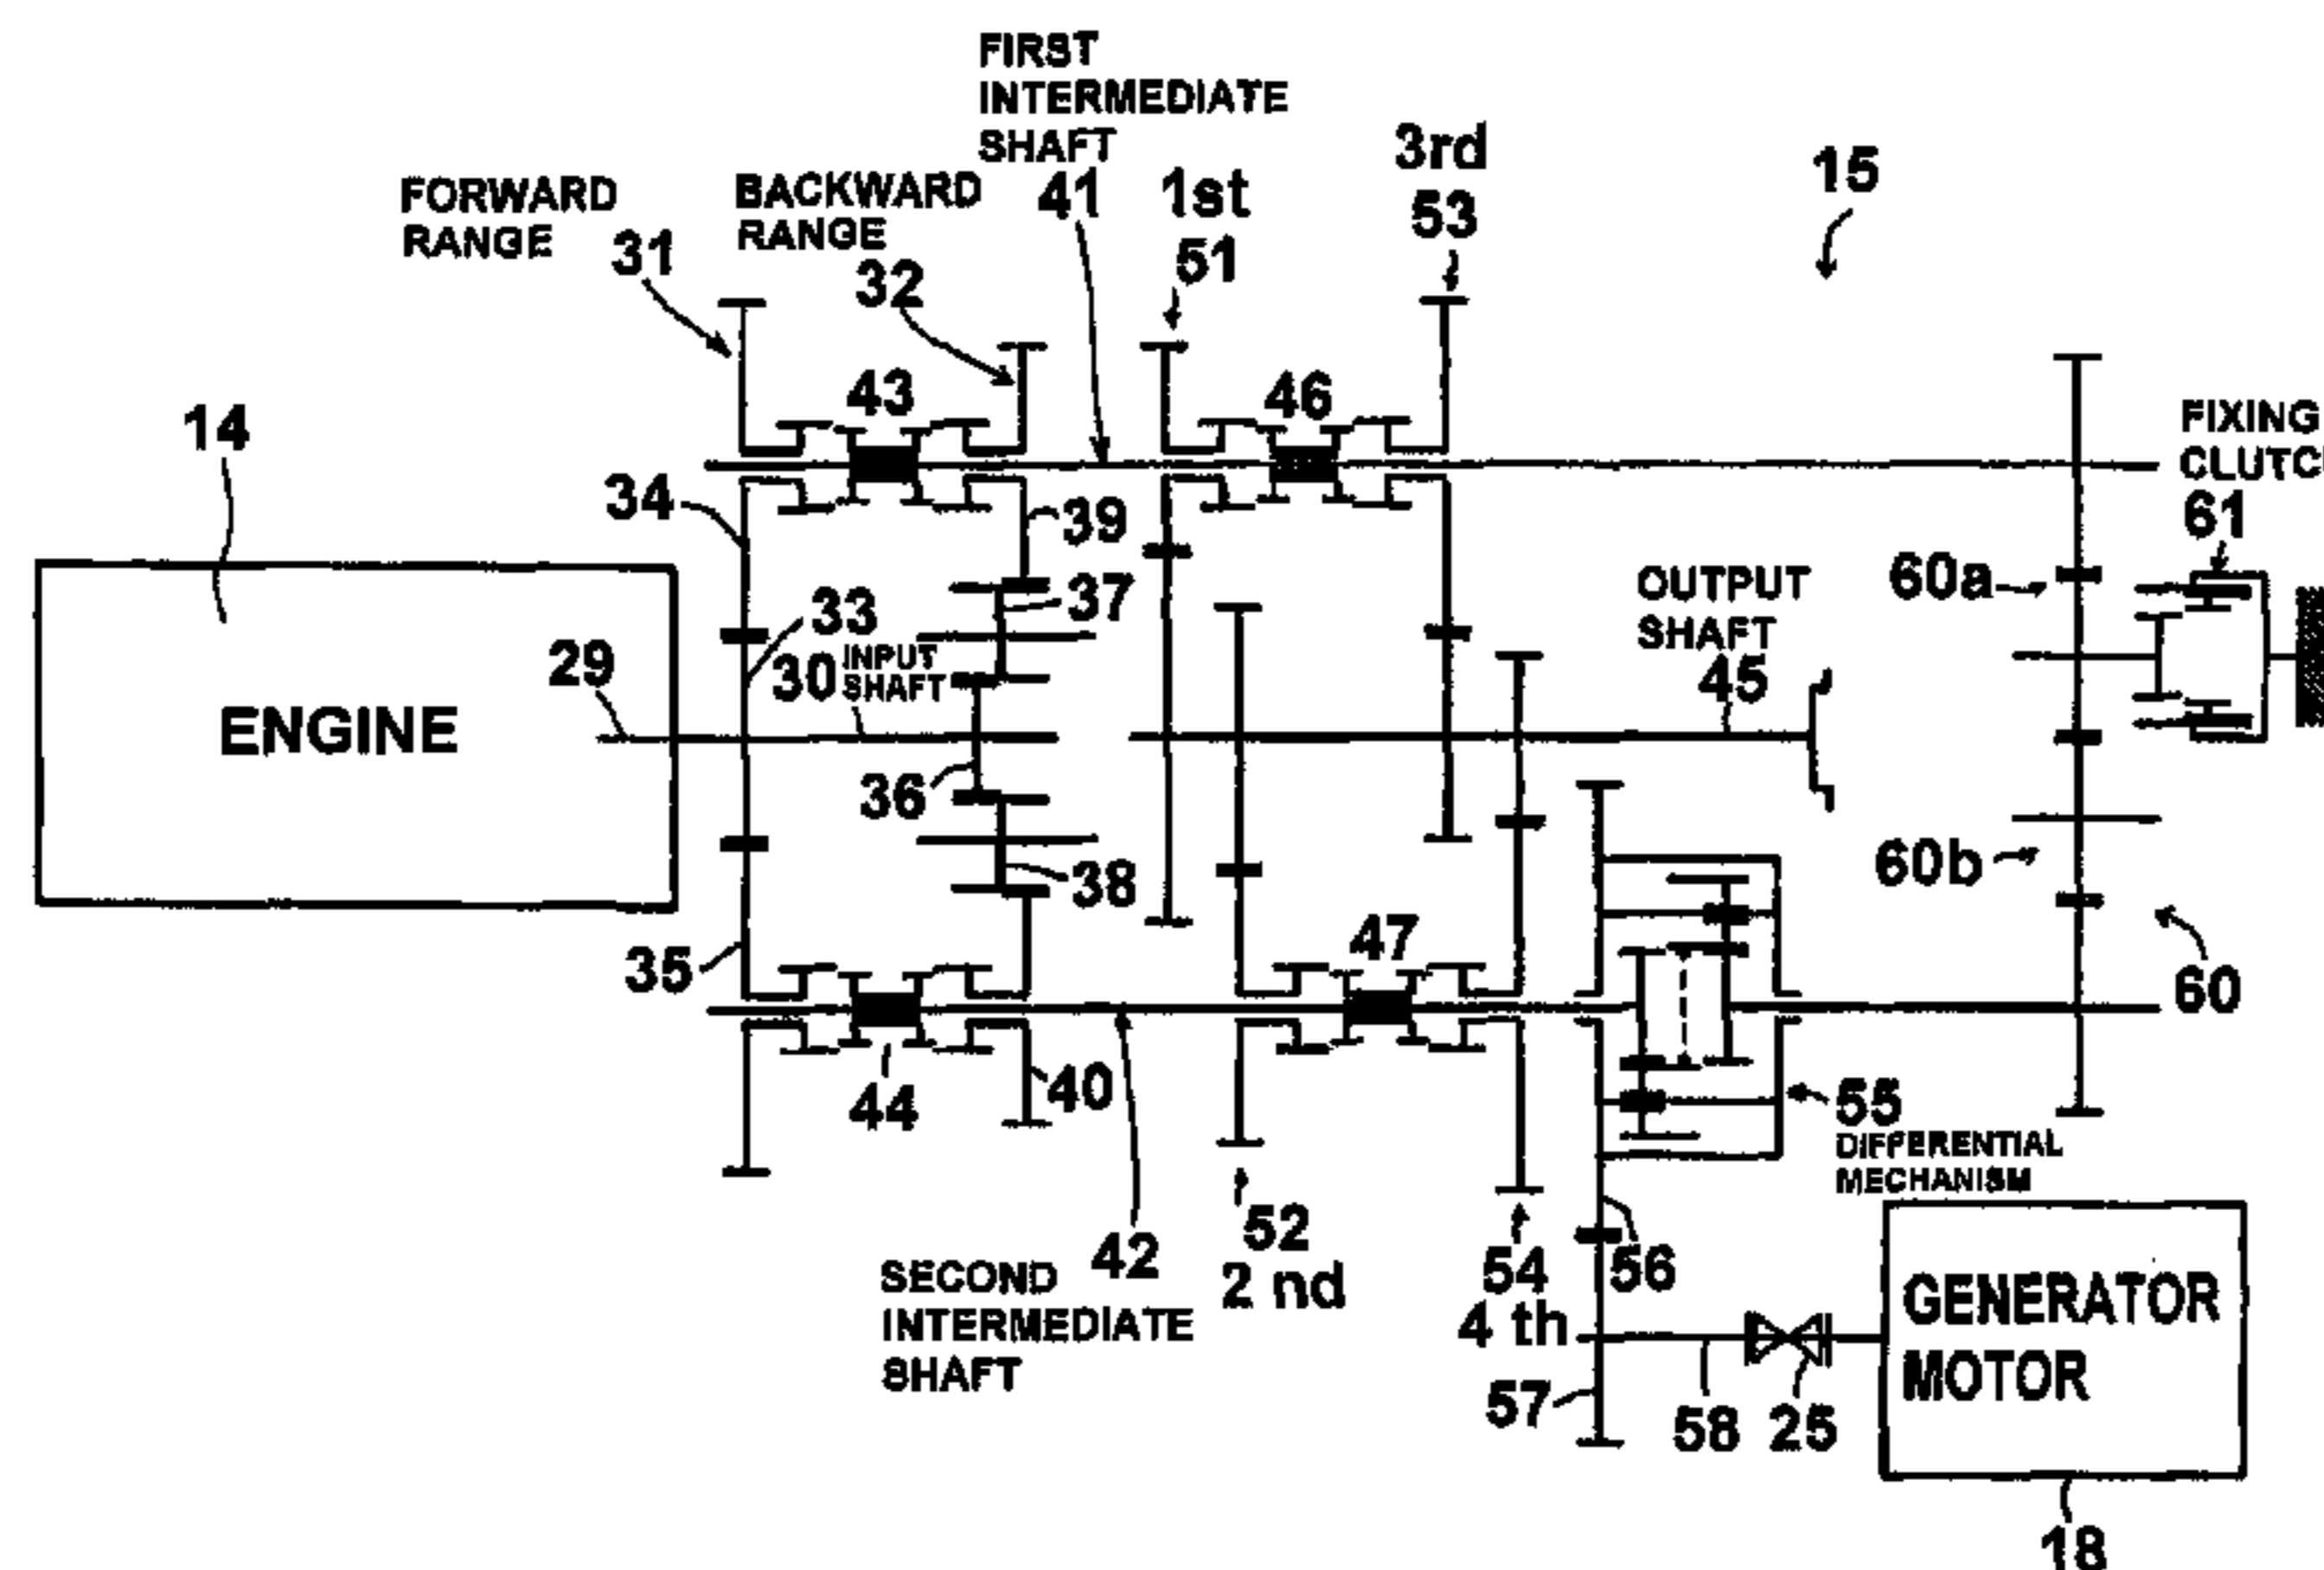 FIRST
INTERMEDIATE
SHAFT
41
FORWARD
RANGE
31
BACKWARD
RANGE
32
1st
51
3rd
53
15
14
43
46
FIXING
61
34
39
37
33
30 INPUT
SHAFT
29
ENGINE
36
38
35
OUTPUT
SHAFT
45
60a
60b
60
47
44
40
55
DIFFERENTIAL
MECHANISM
SECOND
INTERMEDIATE
SHAFT
42
52
2 nd
54
4 th
56
57
58
25
GENERATOR
MOTOR
18